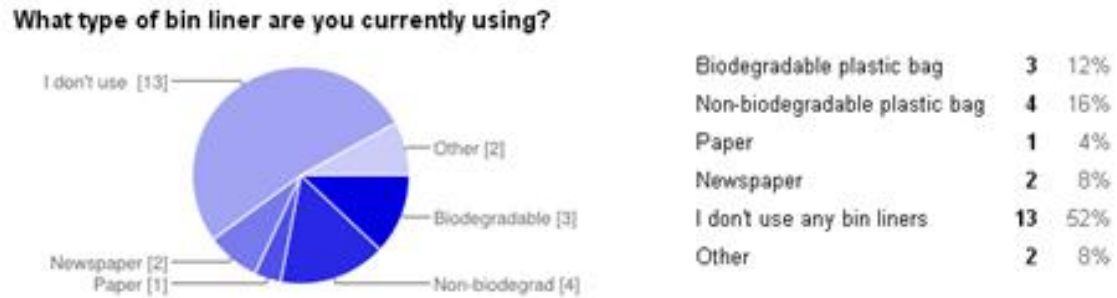 What type of bin liner are you currently using?
I don't use [13]
Other [2]
Biodegradable [3]
Newspaper [2]
Paper [1]
Non-biodegrad [4]
Biodegradable plastic bag 3 12%
Non-biodegradable plastic bag 4 16%
Paper 1 4%
Newspaper 2 8%
I don't use any bin liners 13 52%
Other 2 8%